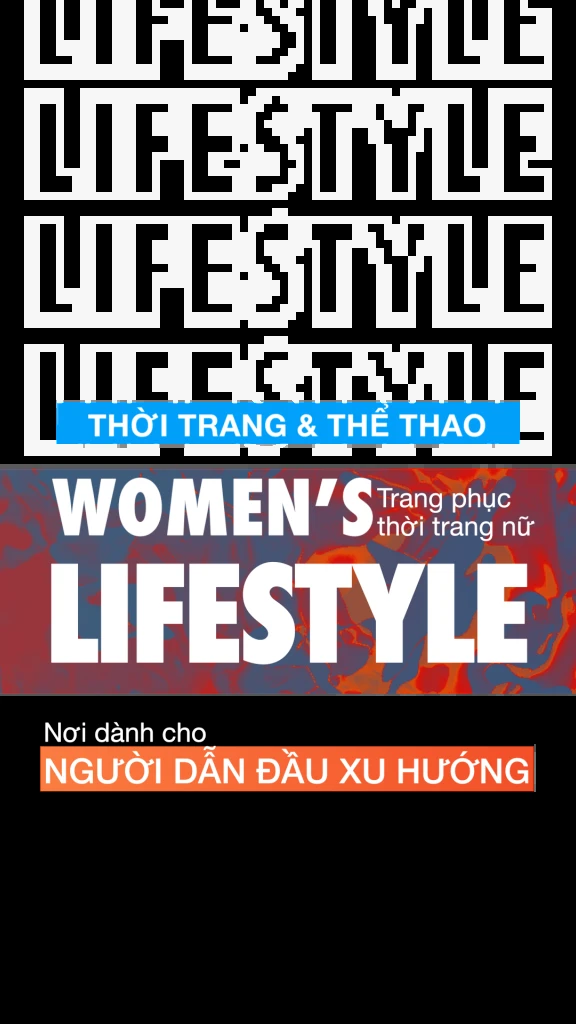 LIFESTYLE
LIFESTYLE
LIFESTYLE
LIFESTYLE
THỜI TRANG & THỂ THAO
WOMEN'S
Trang phục
thời trang nữ
LIFESTYLE
Nơi dành cho
NGƯỜI DẪN ĐẦU XU HƯỚNG